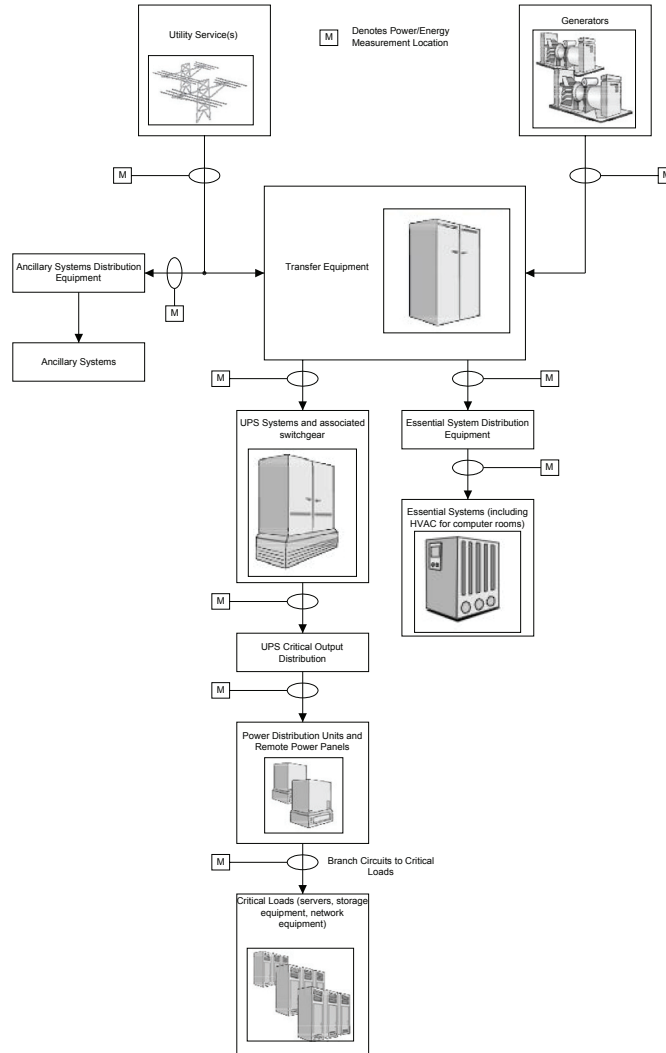 Utility Service(s)
M
Denotes Power/Energy
Measurement Location
Generators
M
M
Ancillary Systems Distribution
Equipment
M
Transfer Equipment
Ancillary Systems
M
M
UPS Systems and associated
switchgear
Essential System Distribution
Equipment
M
Essential Systems (including
HVAC for computer rooms)
M
UPS Critical Output
Distribution
M
Power Distribution Units and
Remote Power Panels
M
Branch Circuits to Critical
Loads
Critical Loads (servers, storage
equipment, network
equipment)